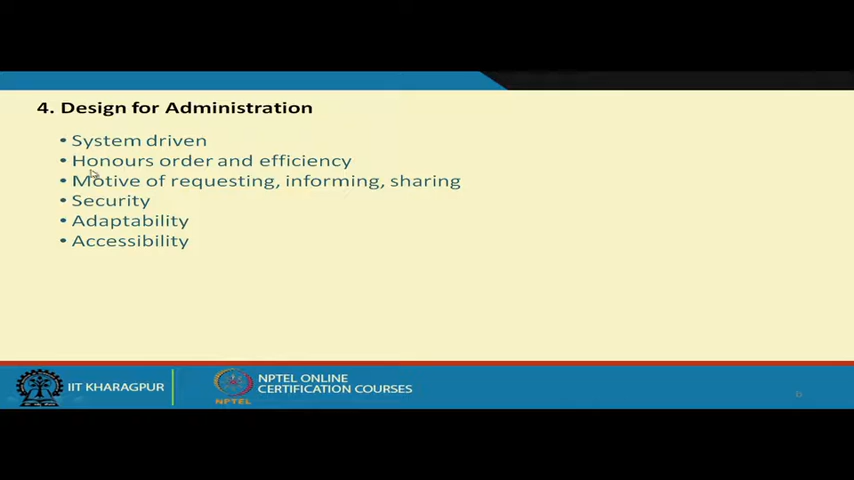 4. Design for Administration
• System driven
• Honours order and efficiency
• Motive of requesting, informing, sharing
• Security
• Adaptability
• Accessibility
IIT KHARAGPUR
NPTEL
NPTEL ONLINE
CERTIFICATION COURSES